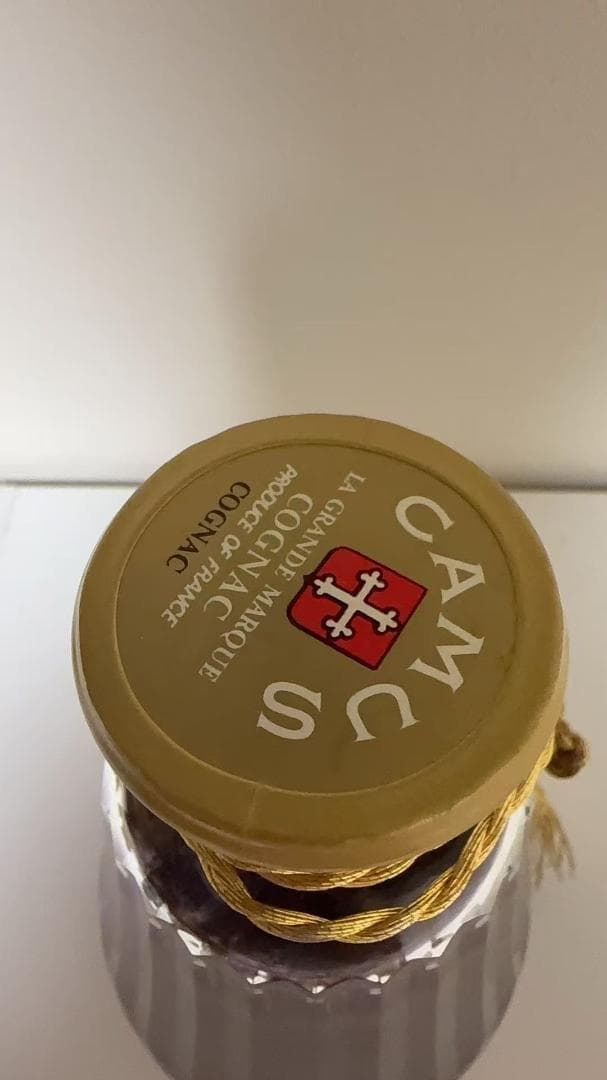 CAMUS
LA GRANDE MARQUE
COGNAC
PRODUCE OF FRANCE
COGNAC